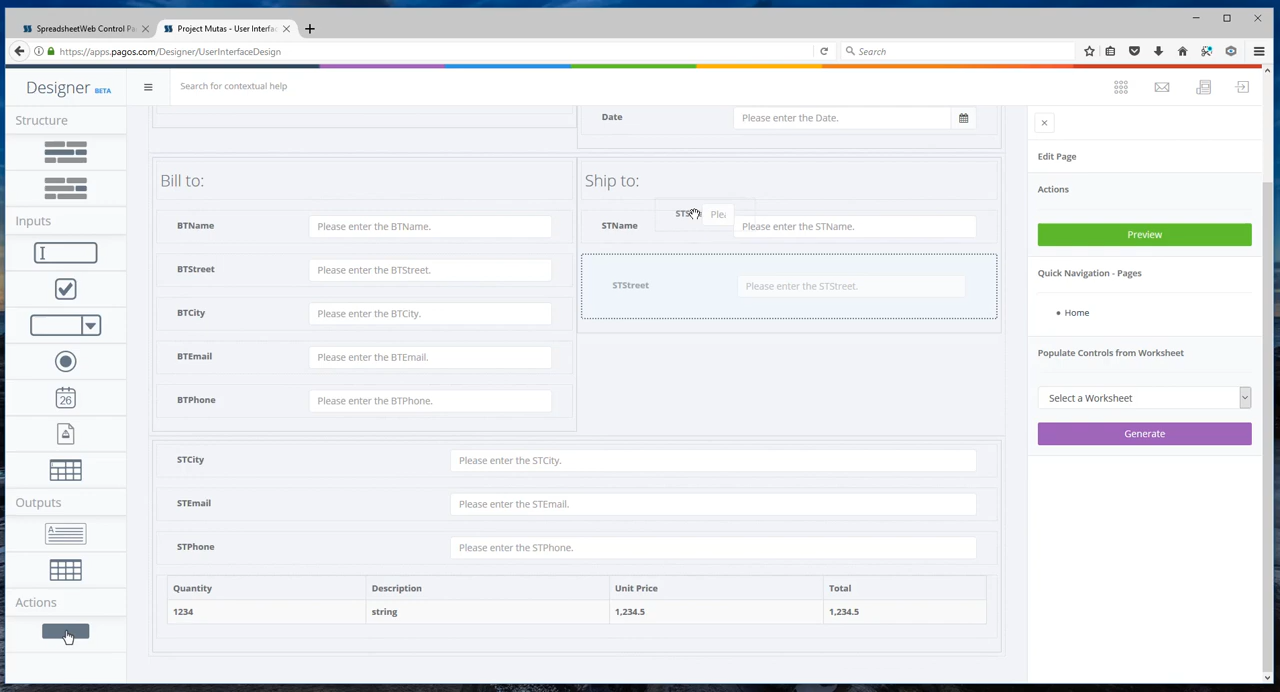 SpreadsheetWeb Control Pa
Project Mutas - User Interfac
https://apps.pagos.com/Designer/UserInterfaceDesign
Search
Designer BETA
Search for contextual help
Structure
Inputs
26
Outputs
A
Actions
Date
Please enter the Date.
Bill to:
BTName
Please enter the BTName.
BTStreet
Please enter the BTStreet.
BTCity
Please enter the BTCity.
BTEmail
Please enter the BTEmail.
BTPhone
Please enter the BTPhone.
Ship to:
STName
Please enter the STName.
STStreet
Please enter the STStreet.
STCity
Please enter the STCity.
STEmail
Please enter the STEmail.
STPhone
Please enter the STPhone.
Quantity Description Unit Price Total
1234 string 1,234.5 1,234.5
Edit Page
Actions
Preview
Quick Navigation - Pages
Home
Populate Controls from Worksheet
Select a Worksheet
Generate